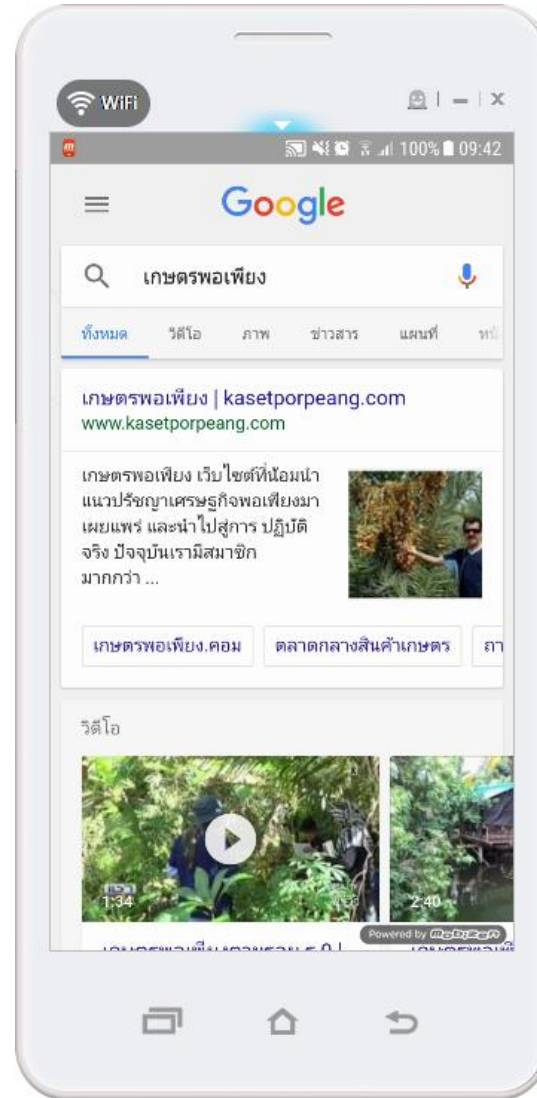 WiFi
100% 09:42
Google
เกษตรพอเพียง
ทั้งหมด วิดีโอ ภาพ ข่าวสาร แผนที่
เกษตรพอเพียง | kasetporpeang.com
www.kasetporpeang.com
เกษตรพอเพียง เว็บไซต์ที่น้อมนำ
แนวปรัชญาเศรษฐกิจพอเพียงมา
เผยแพร่ และนำไปสู่การ ปฏิบัติ
จริง ปัจจุบันเรามีสมาชิก
มากกว่า ...
เกษตรพอเพียง.คอม ตลาดกลางสินค้าเกษตร
วิดีโอ
1:34 2:40
Powered by Mobizen